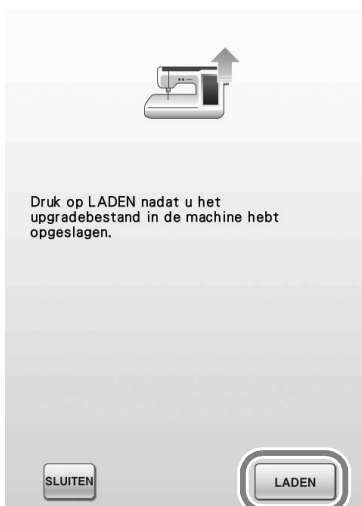 Druk op LADEN nadat u het
upgradebestand in de machine hebt
opgeslagen.
SLUITEN
LADEN